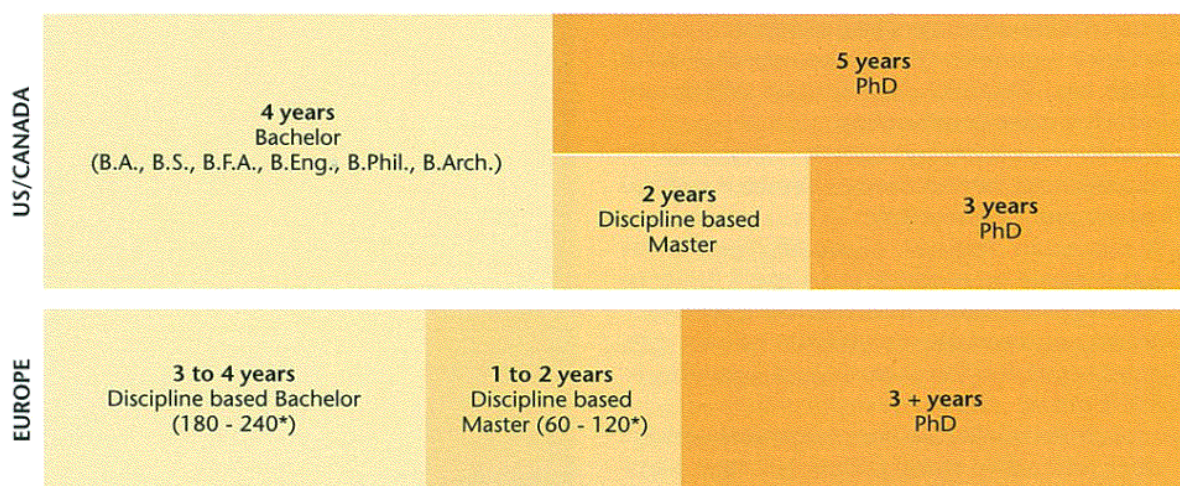 US/CANADA
4 years
Bachelor
(B.A., B.S., B.F.A., B.Eng., B.Phil., B.Arch.)
5 years
PhD
2 years
Discipline based
Master
3 years
PhD
EUROPE
3 to 4 years
Discipline based Bachelor
(180 - 240*)
1 to 2 years
Discipline based
Master (60 - 120*)
3 + years
PhD